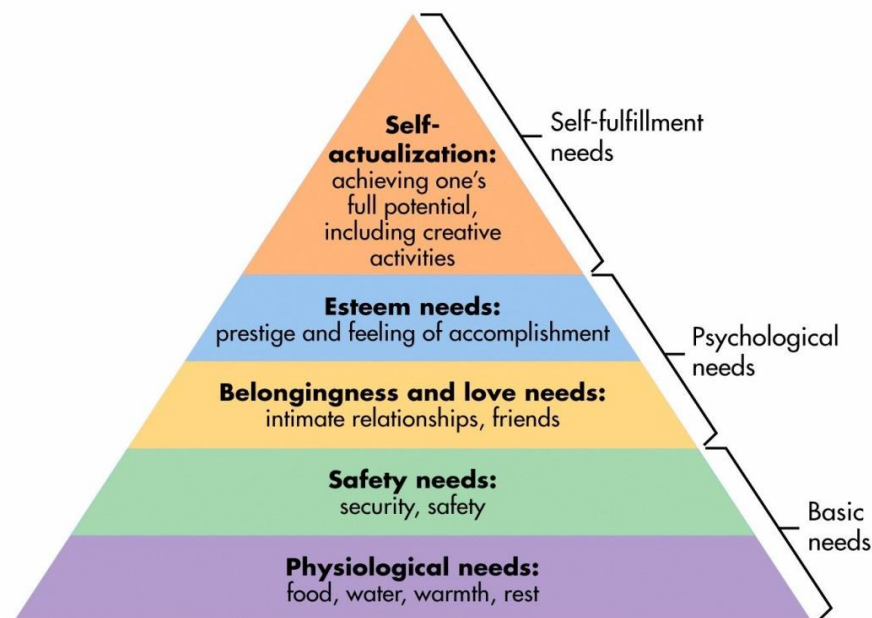 Self-
actualization:
achieving one's
full potential,
including creative
activities
Self-fulfillment
needs
Esteem needs:
prestige and feeling of accomplishment
Belongingness and love needs:
intimate relationships, friends
Psychological
needs
Safety needs:
security, safety
Physiological needs:
food, water, warmth, rest
Basic
needs